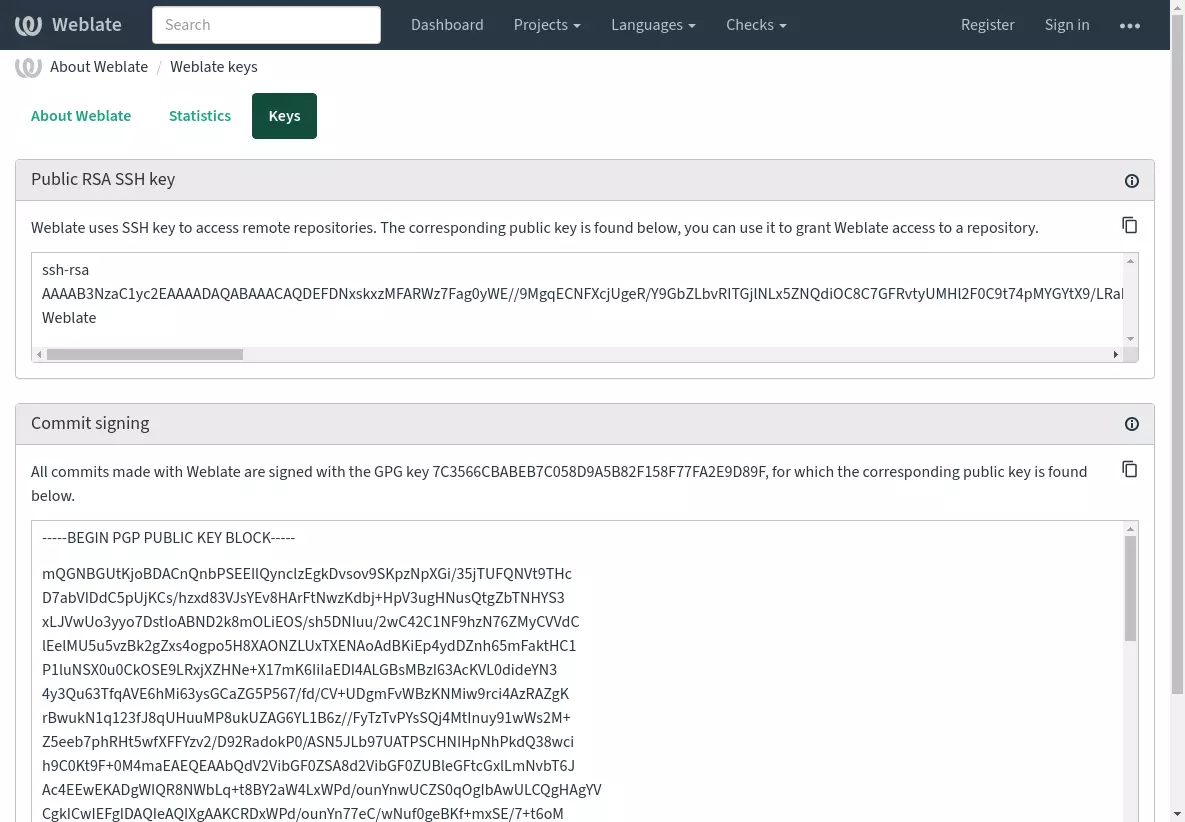 Weblate
Search
Dashboard
Projects
Languages
Checks
Register
Sign in
About Weblate / Weblate keys
About Weblate
Statistics
Keys
Public RSA SSH key
Weblate uses SSH key to access remote repositories. The corresponding public key is found below, you can use it to grant Weblate access to a repository.
ssh-rsa
AAAAB3NzaC1yc2EAAAADAQABAAACAQDEFDNxskxzMFARWz7Fag0yWE//9MgqECNFXcjUgeR/Y9GbZLbvRITGjlNLx5ZNQdiOC8C7GFRvtyUMHl2F0C9t74pMYGYtX9/LRa
Weblate
Commit signing
All commits made with Weblate are signed with the GPG key 7C3566CBABEB7C058D9A5B82F158F77FA2E9D89F, for which the corresponding public key is found
below.
-----BEGIN PGP PUBLIC KEY BLOCK-----
mQGNBGUtKjoBDACnQnbPSEEIlQynclzEgkDvsov9SKpzNpXGi/35jTUFQNVt9THc
D7abVIDdC5pUjKCs/hzxd83VJsYEv8HArFtNwzKdbj+HpV3ugHNusQtgZbTNHYS3
xLJVwUo3yyo7DstIoABND2k8mOLiEOS/sh5DNIuu/2wC42C1NF9hzN76ZMyCVVdC
lEelMU5u5vzBk2gZxs4ogpo5H8XAONZLUxTXENAoAdBKiEp4ydDZnh65mFaktHC1
P1IuNSX0u0CkOSE9LRxjXZHNe+X17mK6IiIaEDI4ALGBsMBzI63AcKVL0dideYN3
4y3Qu63TfqAVE6hMi63ysGCaZG5P567/fd/CV+UDgmFvWBzKNMiw9rci4AzRAZgK
rBwukN1q123fJ8qUHuuMP8ukUZAG6YL1B6z//FyTzTvPYsSQj4MtInuy91wWs2M+
Z5eeb7phRHt5wfXFFYzv2/D92RadokP0/ASN5JLb97UATPSCHNIHpNhPkdQ38wci
h9C0Kt9F+0M4maEAEQEAAbQdV2VibGF0ZSA8d2VibGF0ZUBleGFtcGxlLmNvbT6J
Ac4EEwEKADgWIQR8NWbLq+t8BY2aW4LxWPd/ounYnwUCZS0qOgIbAwULCQgHAgYV
CgkICwIEFgIDAQIeAQIXgAAKCRDxWPd/ounYn77eC/wNuf0geBKf+mxSE/7+t6oM